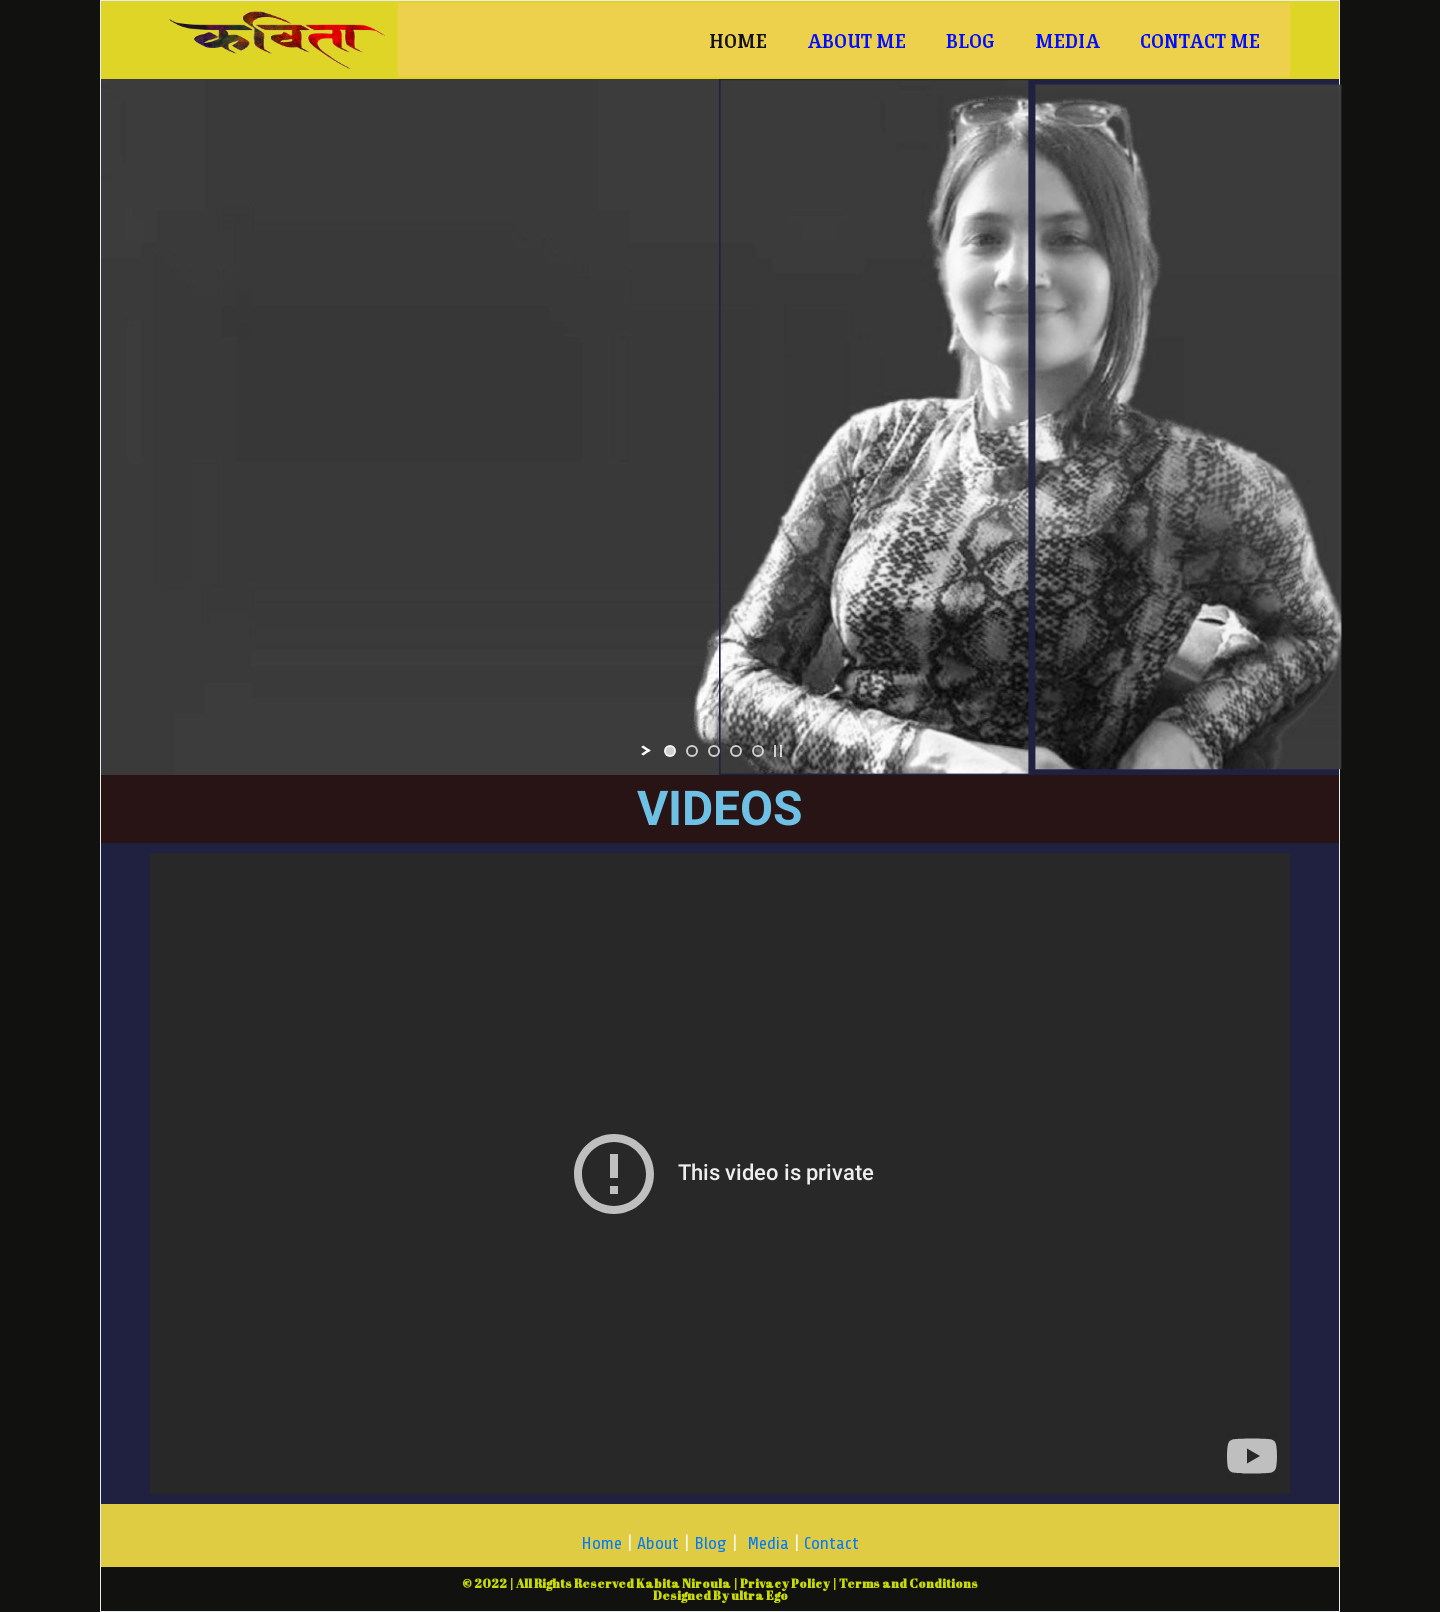 कविता
HOME ABOUT ME BLOG MEDIA CONTACT ME
VIDEOS
This video is private
Home | About | Blog | Media | Contact
© 2022 | All Rights Reserved Kabita Niroula | Privacy Policy | Terms and Conditions
Designed By ultra Ego